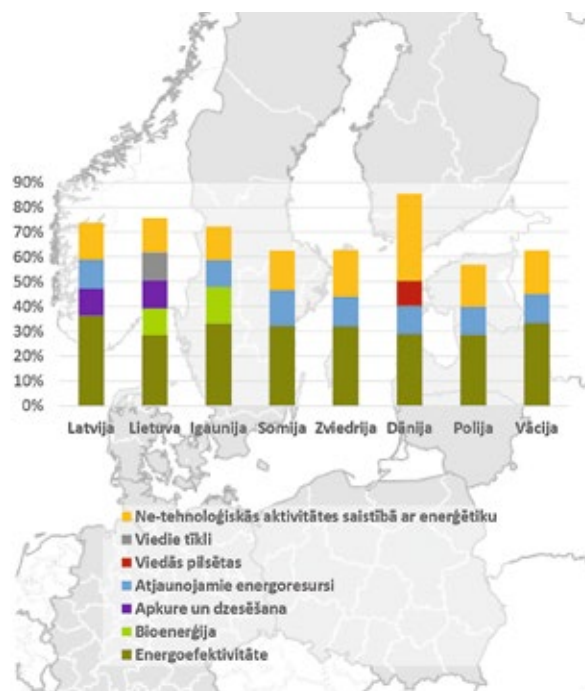 90%
80%
70%
60%
50%
40%
30%
20%
10%
0%
Latvija Lietuva Igaunija Somija Zviedrija Dānija Polija Vācija
Ne-tehnoloģiskās aktivitātes saistībā ar enerģētiku
Viedie tīkli
Viedās pilsētas
Atjaunojamie energoresursi
Apkure un dzesēšana
Bioenerģija
Energoefektivitāte